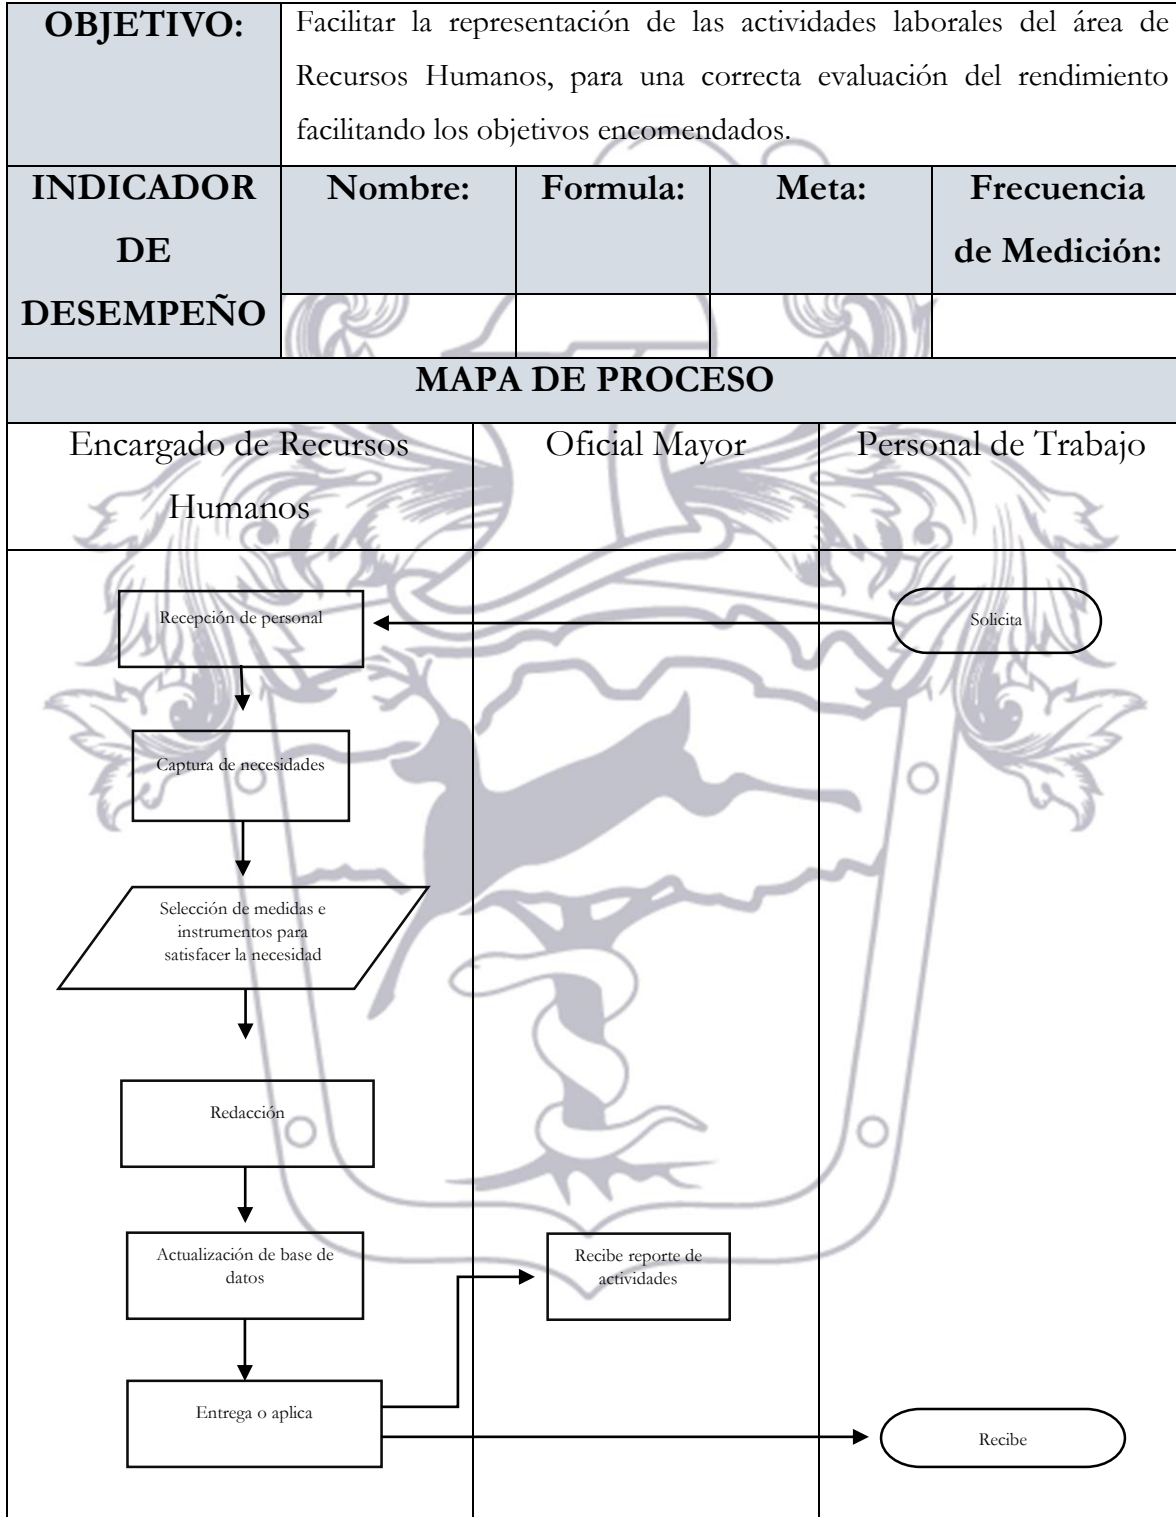 OBJETIVO:
Facilitar la representación de las actividades laborales del área de
Recursos Humanos, para una correcta evaluación del rendimiento
facilitando los objetivos encomendados.
INDICADOR
DE
DESEMPEÑO
Nombre:
Formula:
Meta:
Frecuencia
de Medición:
MAPA DE PROCESO
Encargado de Recursos
Humanos
Oficial Mayor
Personal de Trabajo
Recepción de personal
Solicita
Captura de necesidades
Selección de medidas e
instrumentos para
satisfacer la necesidad
Redacción
Actualización de base de
datos
Recibe reporte de
actividades
Entrega o aplica
Recibe